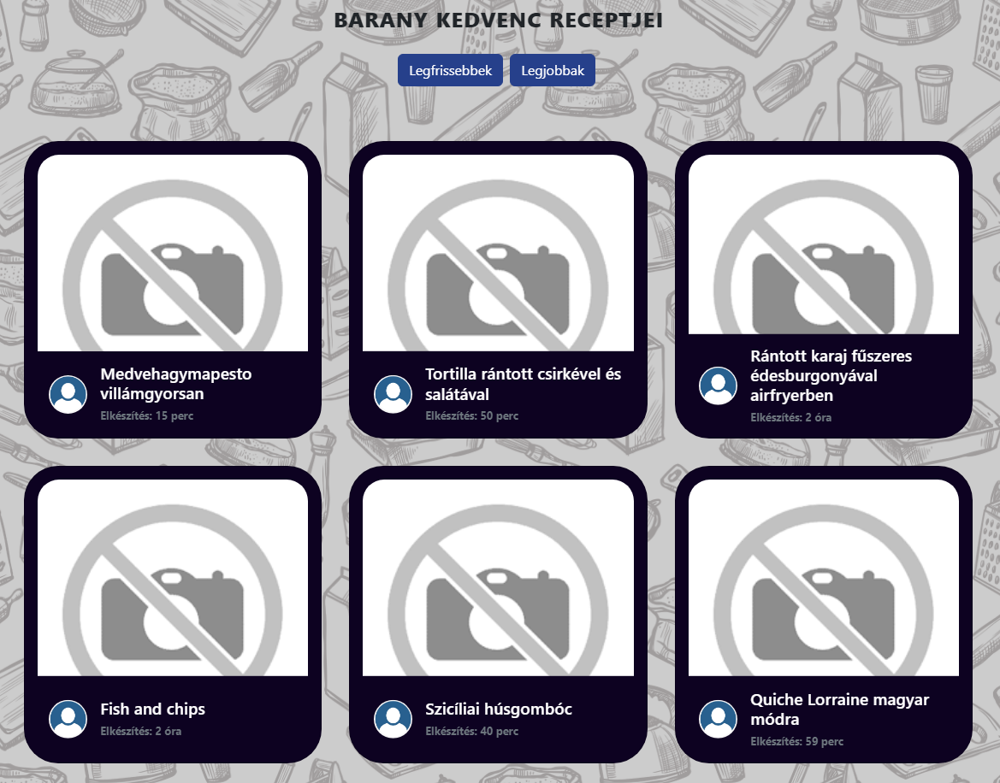 BARANY KEDVENC RECEPTJEI
Legfrissebbek
Legjobbak
Medvehagymapesto
villámgyorsan
Elkészítés: 15 perc
Tortilla rántott csirkével és
salátával
Elkészítés: 50 perc
Rántott karaj fűszeres
édesburgonyával
airfryerben
Elkészítés: 2 óra
Fish and chips
Elkészítés: 2 óra
Szicíliai húsgombóc
Elkészítés: 40 perc
Quiche Lorraine magyar
módra
Elkészítés: 59 perc